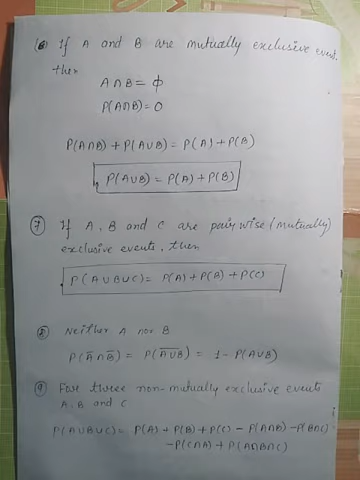 (6) If A and B are mutually exclusive event,
then
A∩B = ϕ
P(A∩B) = 0
P(A∩B) + P(A∪B) = P(A) + P(B)
P(A∪B) = P(A) + P(B)
(7) If A, B and C are pairwise (mutually)
exclusive events, then
P(A∪B∪C) = P(A) + P(B) + P(C)
(8) Neither A nor B
P(A̅∩B̅) = P(A̅∪̅B̅) = 1 - P(A∪B)
(9) For three non-mutually exclusive events
A, B and C
P(A∪B∪C) = P(A) + P(B) + P(C) - P(A∩B) - P(B∩C)
- P(C∩A) + P(A∩B∩C)